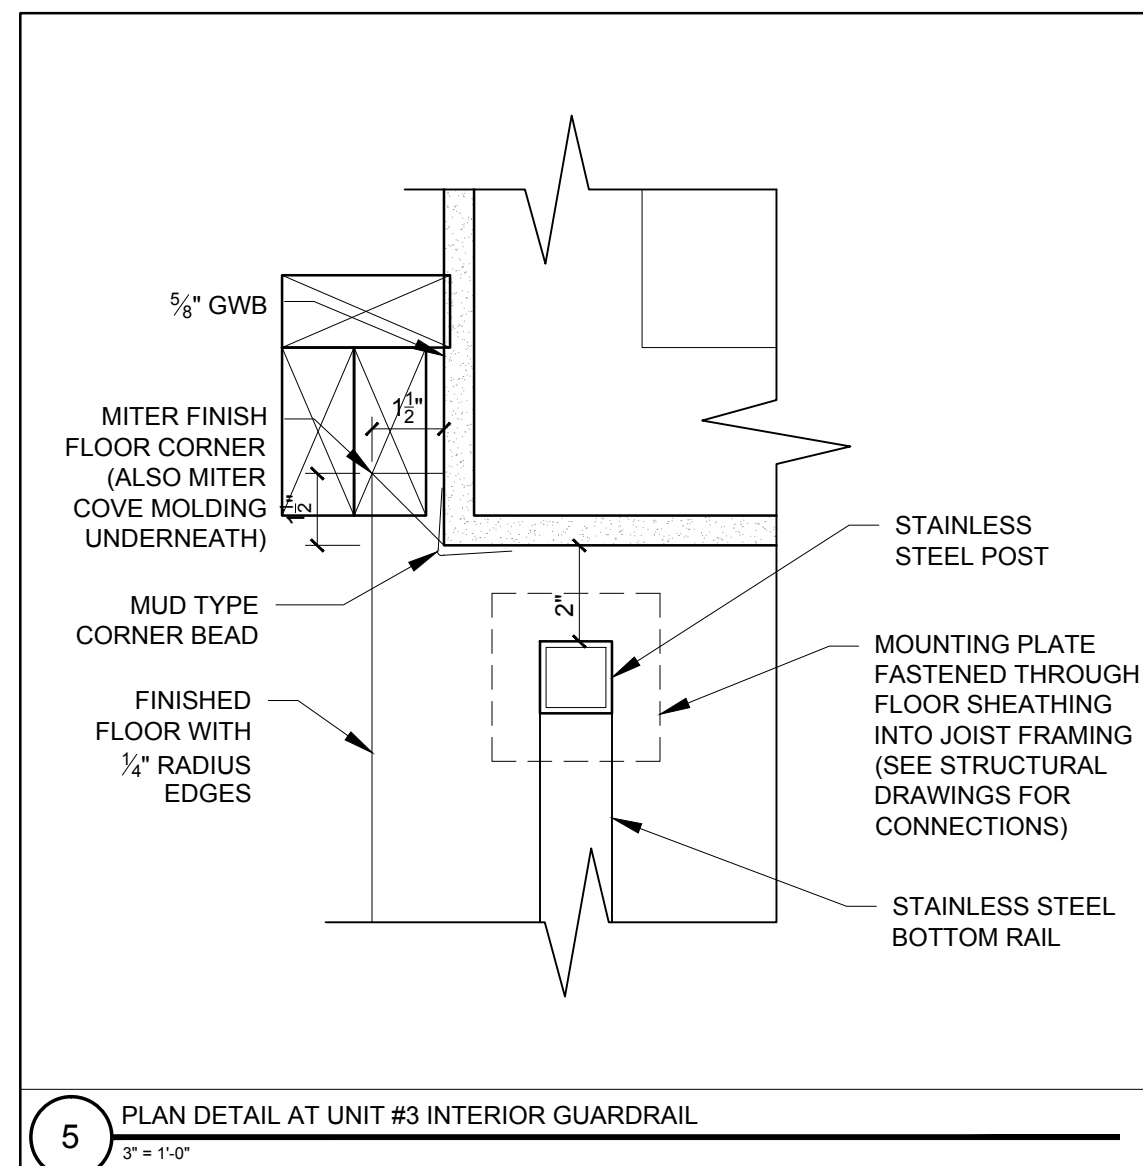 ⅝" GWB
MITER FINISH
FLOOR CORNER
(ALSO MITER
COVE MOLDING
UNDERNEATH)
1½"
1½"
MUD TYPE
CORNER BEAD
FINISHED
FLOOR WITH
¼" RADIUS
EDGES
2"
STAINLESS
STEEL POST
MOUNTING PLATE
FASTENED THROUGH
FLOOR SHEATHING
INTO JOIST FRAMING
(SEE STRUCTURAL
DRAWINGS FOR
CONNECTIONS)
STAINLESS STEEL
BOTTOM RAIL
5
PLAN DETAIL AT UNIT #3 INTERIOR GUARDRAIL
3" = 1'-0"